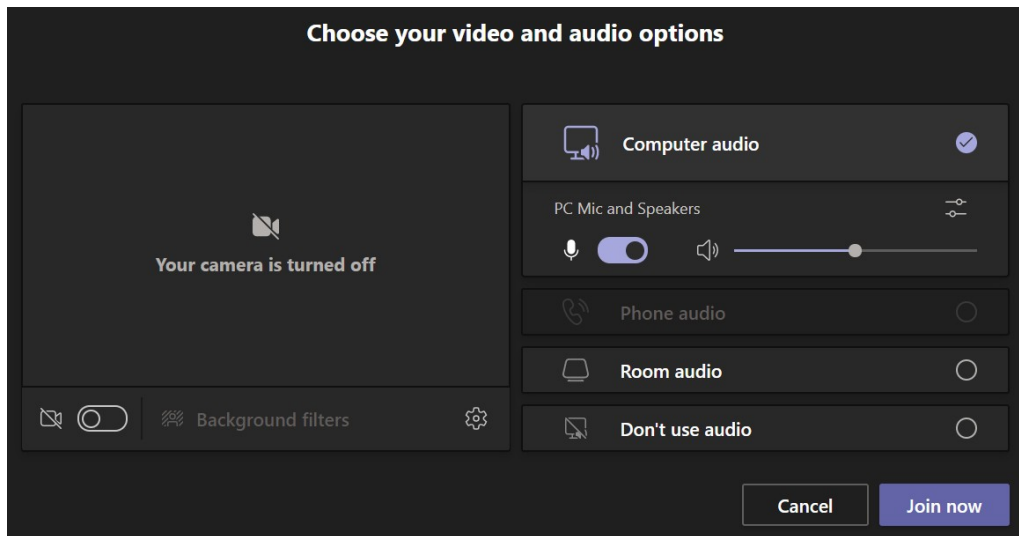 Choose your video and audio options
Your camera is turned off
Background filters
Computer audio
PC Mic and Speakers
Phone audio
Room audio
Don't use audio
Cancel
Join now